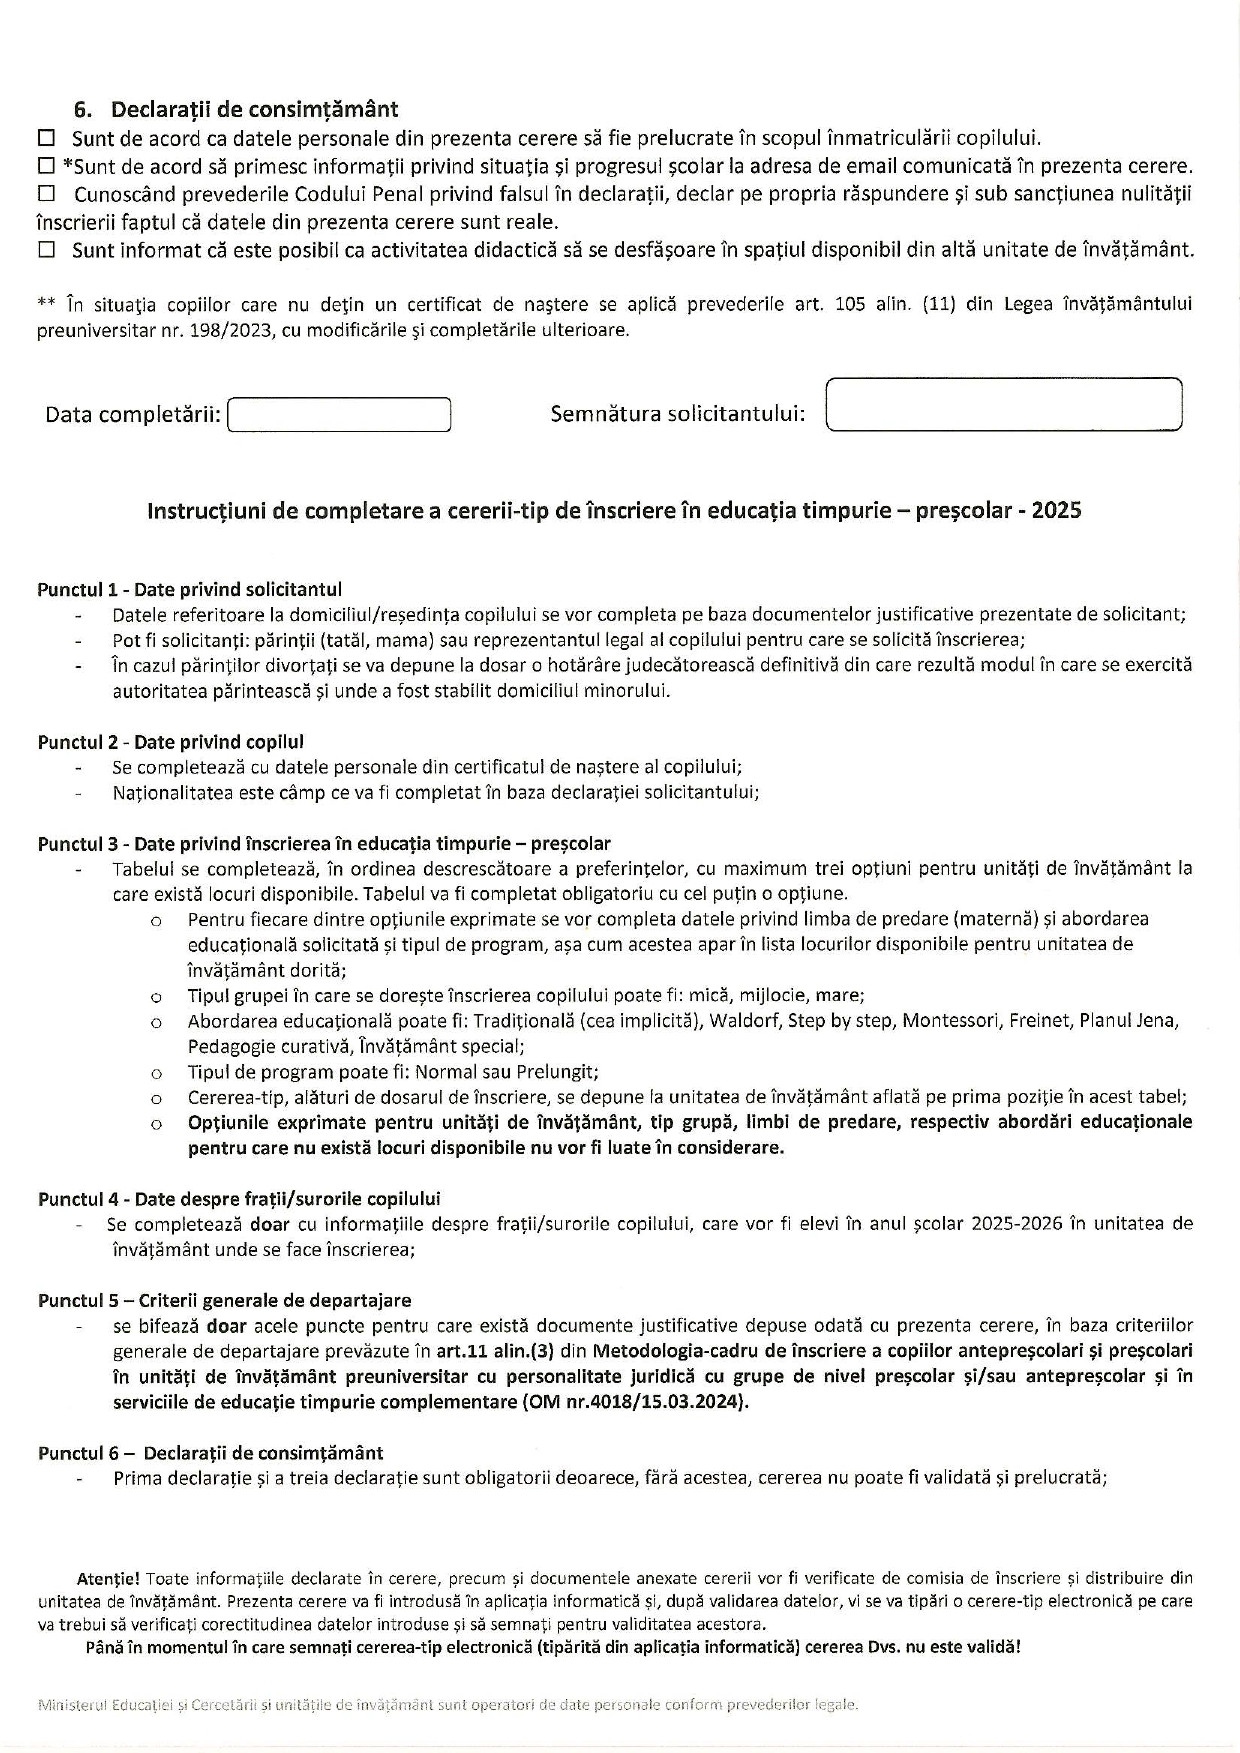 6. Declarații de consimțământ
☐ Sunt de acord ca datele personale din prezenta cerere să fie prelucrate în scopul înmatriculării copilului.
☐ *Sunt de acord să primesc informații privind situația și progresul școlar la adresa de email comunicată în prezenta cerere.
☐ Cunoscând prevederile Codului Penal privind falsul în declarații, declar pe propria răspundere și sub sancțiunea nulității
înscrierii faptul că datele din prezenta cerere sunt reale.
☐ Sunt informat că este posibil ca activitatea didactică să se desfășoare în spațiul disponibil din altă unitate de învățământ.
** În situația copiilor care nu dețin un certificat de naştere se aplică prevederile art. 105 alin. (11) din Legea învățământului
preuniversitar nr. 198/2023, cu modificările şi completările ulterioare.
Data completării: Semnătura solicitantului:
Instrucțiuni de completare a cererii-tip de înscriere în educația timpurie – preșcolar - 2025
Punctul 1 - Date privind solicitantul
- Datele referitoare la domiciliul/reședința copilului se vor completa pe baza documentelor justificative prezentate de solicitant;
- Pot fi solicitanți: părinții (tatăl, mama) sau reprezentantul legal al copilului pentru care se solicită înscrierea;
- În cazul părinților divorțați se va depune la dosar o hotărâre judecătorească definitivă din care rezultă modul în care se exercită
autoritatea părintească și unde a fost stabilit domiciliul minorului.
Punctul 2 - Date privind copilul
- Se completează cu datele personale din certificatul de naștere al copilului;
- Naționalitatea este câmp ce va fi completat în baza declarației solicitantului;
Punctul 3 - Date privind înscrierea în educația timpurie – preșcolar
- Tabelul se completează, în ordinea descrescătoare a preferințelor, cu maximum trei opțiuni pentru unități de învățământ la
care există locuri disponibile. Tabelul va fi completat obligatoriu cu cel puțin o opțiune.
o Pentru fiecare dintre opțiunile exprimate se vor completa datele privind limba de predare (maternă) și abordarea
educațională solicitată și tipul de program, așa cum acestea apar în lista locurilor disponibile pentru unitatea de
învățământ dorită;
o Tipul grupei în care se dorește înscrierea copilului poate fi: mică, mijlocie, mare;
o Abordarea educațională poate fi: Tradițională (cea implicită), Waldorf, Step by step, Montessori, Freinet, Planul Jena,
Pedagogie curativă, Învățământ special;
o Tipul de program poate fi: Normal sau Prelungit;
o Cererea-tip, alături de dosarul de înscriere, se depune la unitatea de învățământ aflată pe prima poziție în acest tabel;
o Opțiunile exprimate pentru unități de învățământ, tip grupă, limbi de predare, respectiv abordări educaționale
pentru care nu există locuri disponibile nu vor fi luate în considerare.
Punctul 4 - Date despre frații/surorile copilului
- Se completează doar cu informațiile despre frații/surorile copilului, care vor fi elevi în anul școlar 2025-2026 în unitatea de
învățământ unde se face înscrierea;
Punctul 5 – Criterii generale de departajare
- se bifează doar acele puncte pentru care există documente justificative depuse odată cu prezenta cerere, în baza criteriilor
generale de departajare prevăzute în art.11 alin.(3) din Metodologia-cadru de înscriere a copiilor antepreșcolari și preșcolari
în unități de învățământ preuniversitar cu personalitate juridică cu grupe de nivel preșcolar și/sau antepreșcolar și în
serviciile de educație timpurie complementare (OM nr.4018/15.03.2024).
Punctul 6 – Declarații de consimțământ
- Prima declarație și a treia declarație sunt obligatorii deoarece, fără acestea, cererea nu poate fi validată și prelucrată;
Atenție! Toate informațiile declarate în cerere, precum și documentele anexate cererii vor fi verificate de comisia de înscriere și distribuire din
unitatea de învățământ. Prezenta cerere va fi introdusă în aplicația informatică și, după validarea datelor, vi se va tipări o cerere-tip electronică pe care
va trebui să verificați corectitudinea datelor introduse și să semnați pentru validitatea acestora.
Până în momentul în care semnați cererea-tip electronică (tipărită din aplicația informatică) cererea Dvs. nu este validă!
Ministerul Educației și Cercetării și unitățile de învățământ sunt operatori de date personale conform prevederilor legale.